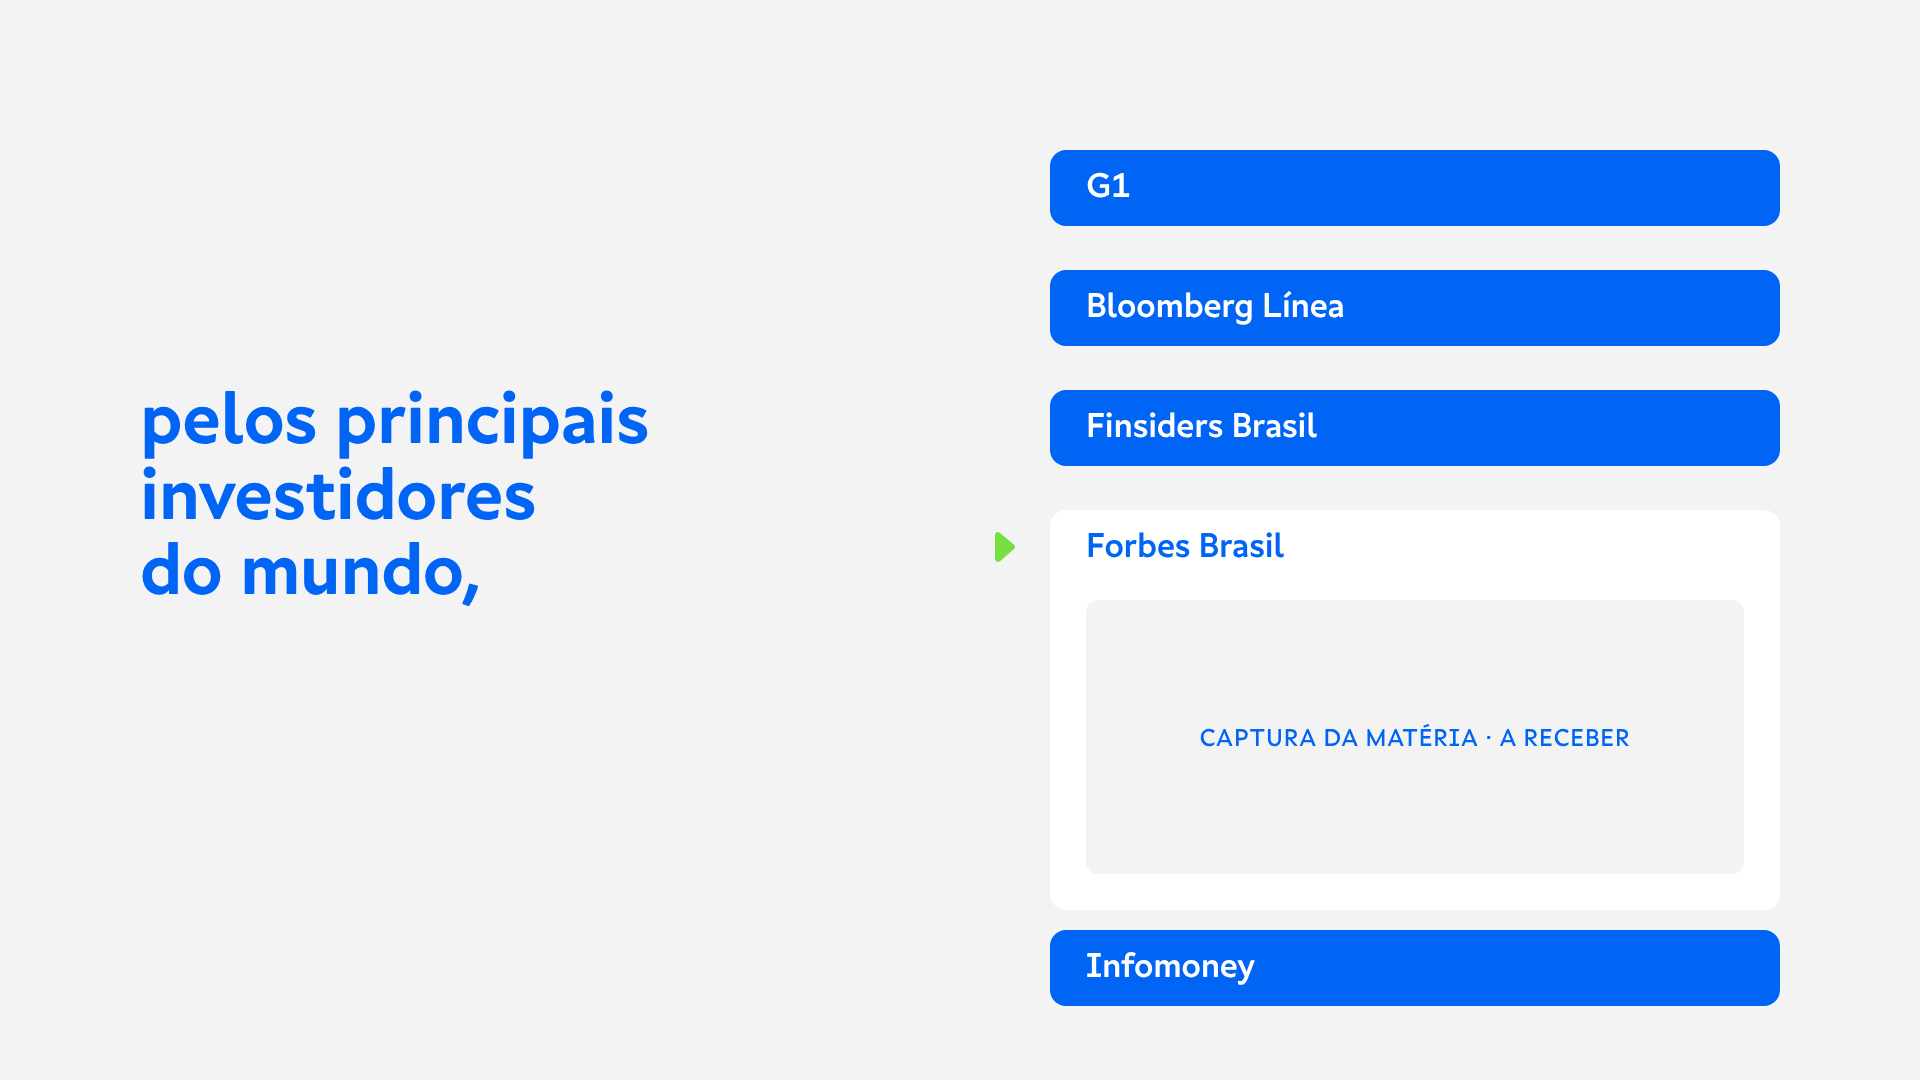 pelos principais
investidores
do mundo,
G1
Bloomberg Línea
Finsiders Brasil
Forbes Brasil
CAPTURA DA MATÉRIA · A RECEBER
Infomoney